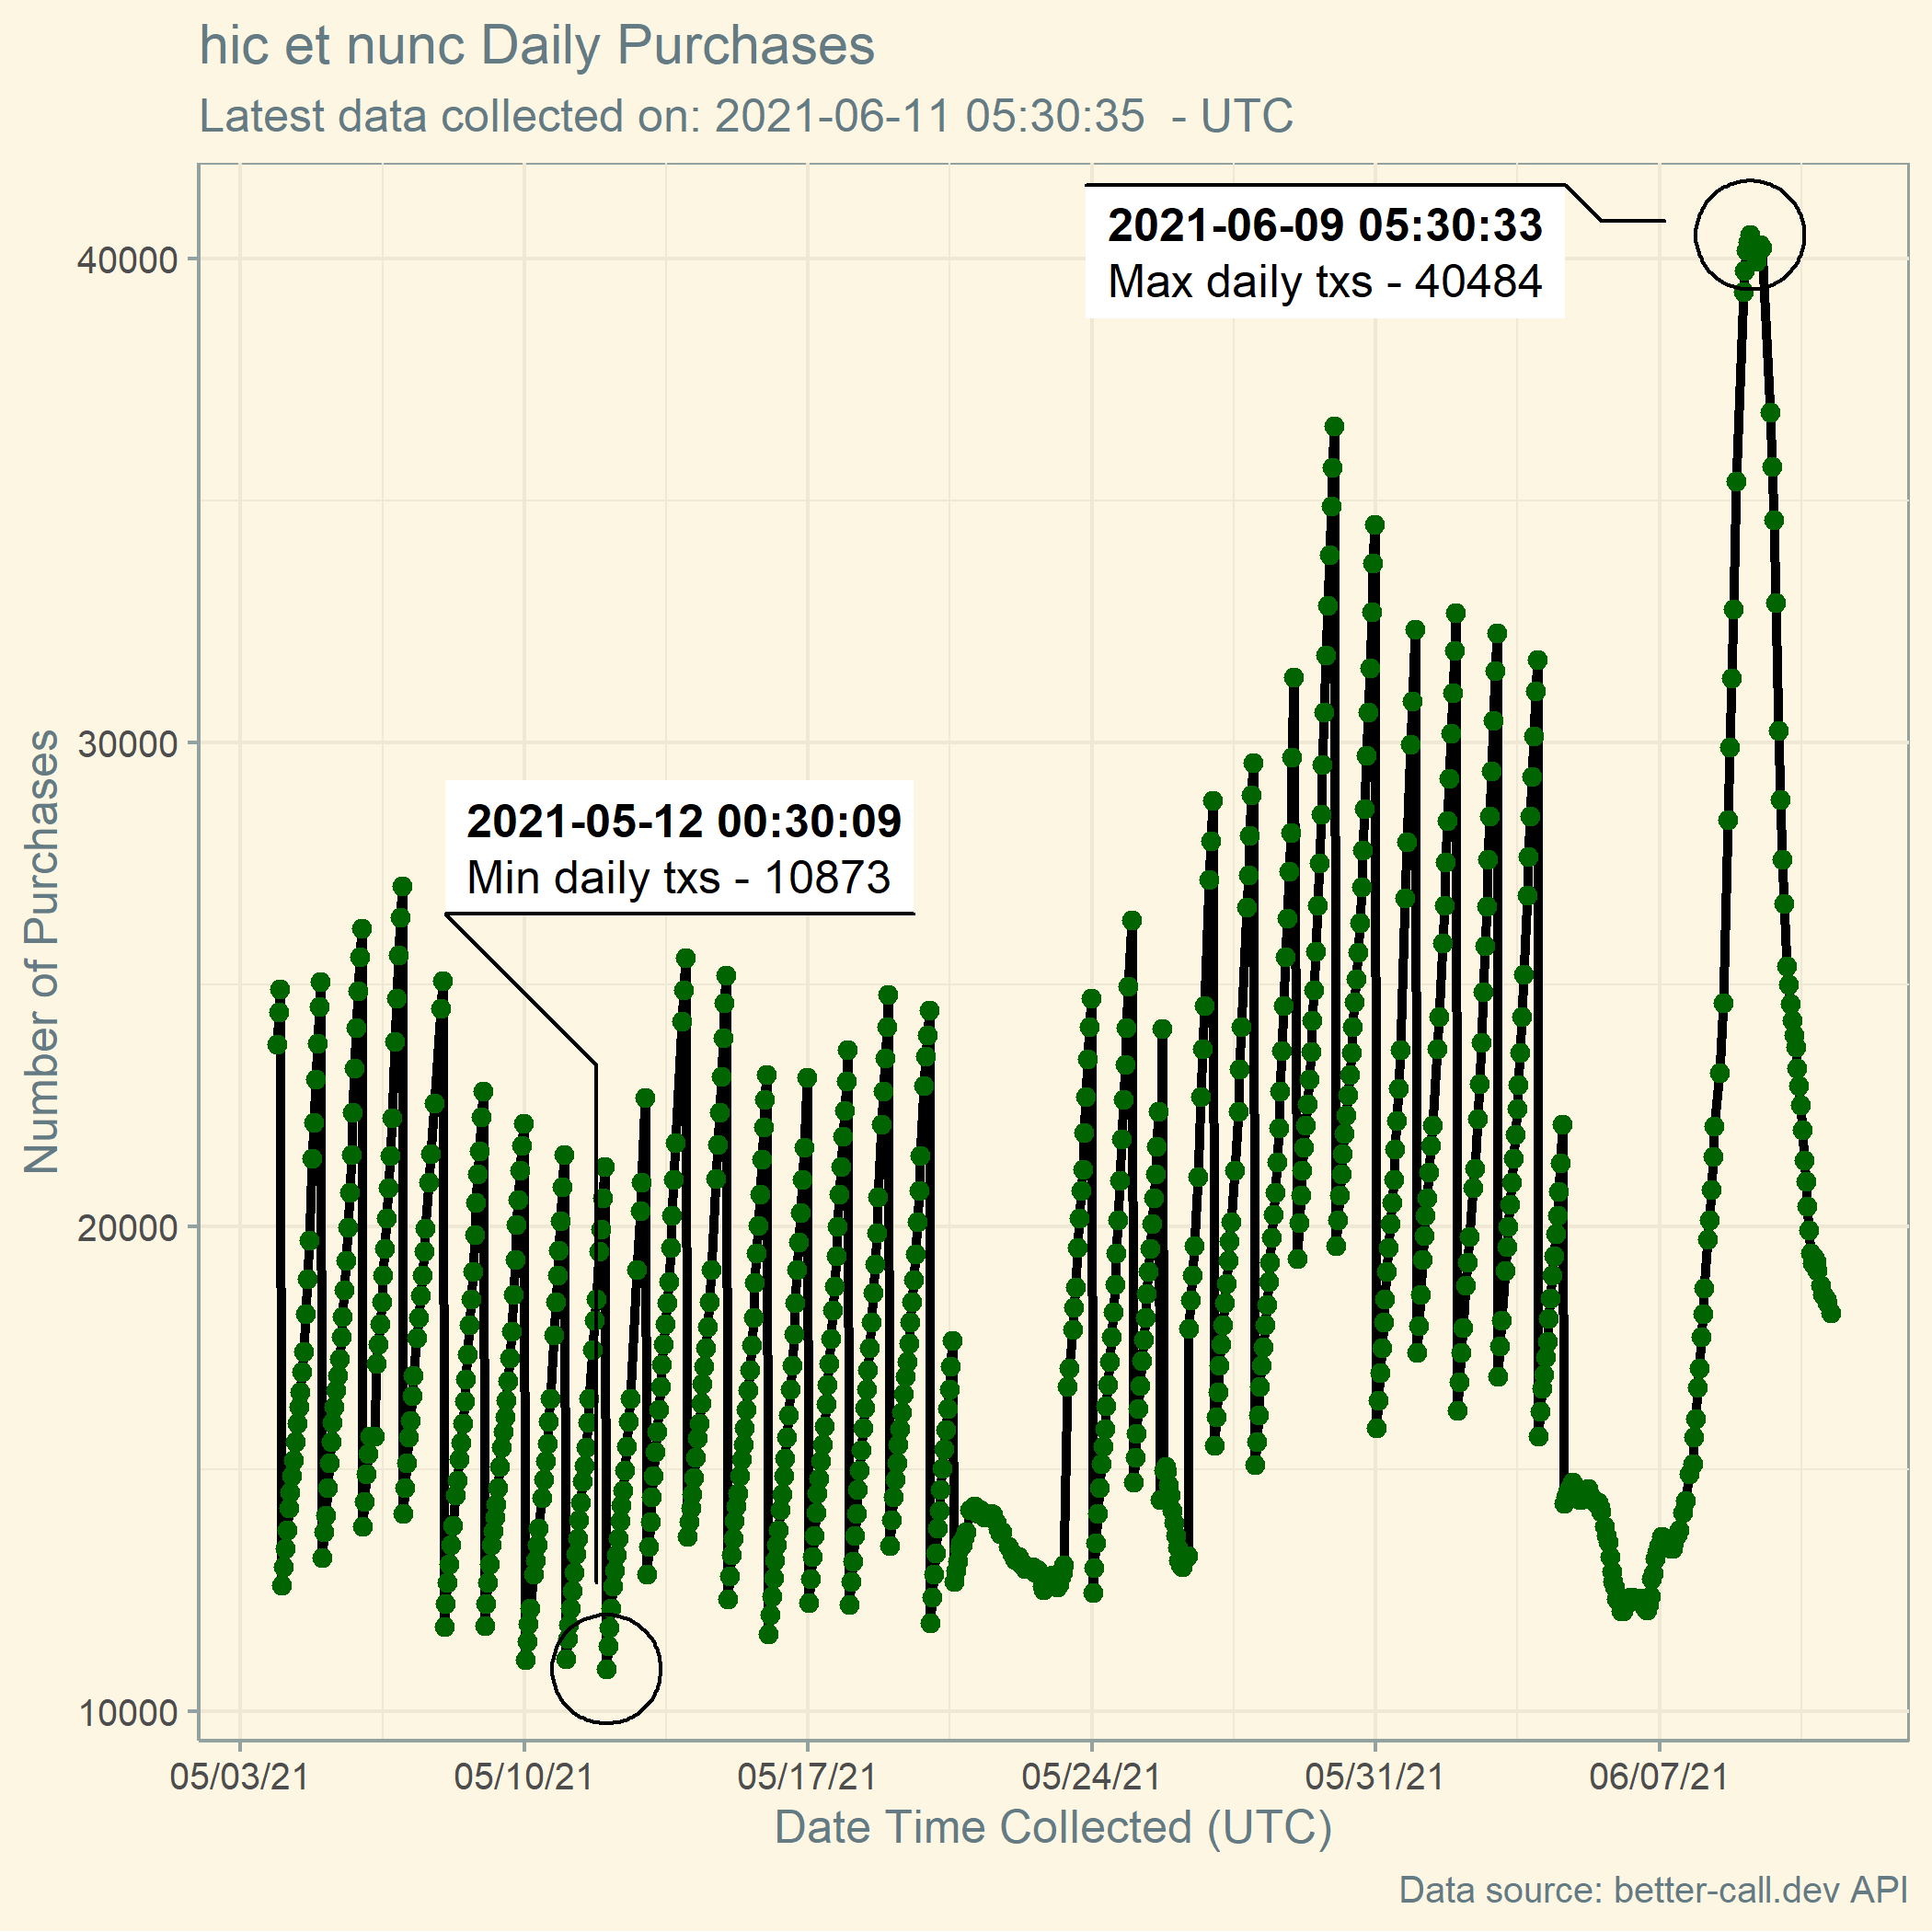 hic et nunc Daily Purchases
Latest data collected on: 2021-06-11 05:30:35  - UTC
2021-06-09 05:30:33
Max daily txs - 40484
40000
30000
2021-05-12 00:30:09
Min daily txs - 10873
Number of Purchases
20000
10000
05/03/21 05/10/21 05/17/21 05/24/21 05/31/21 06/07/21
Date Time Collected (UTC)
Data source: better-call.dev API